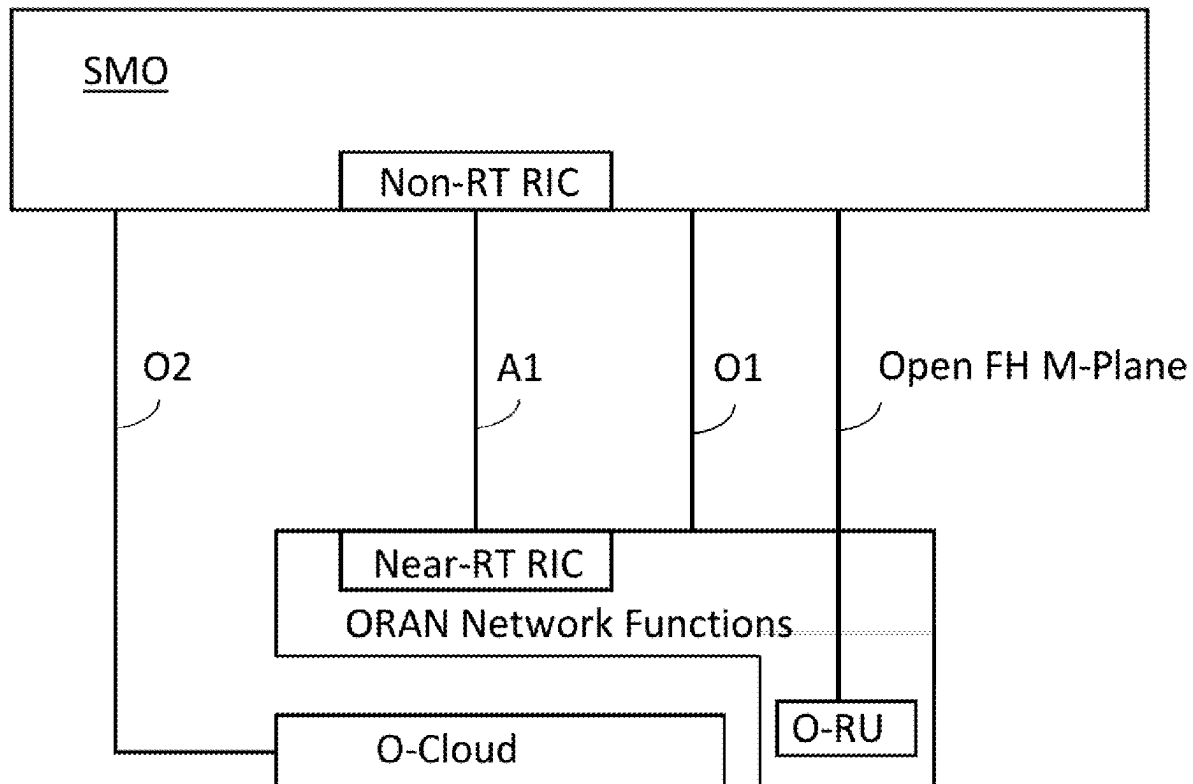 SMO
Non-RT RIC
O2
A1
O1
Open FH M-Plane
Near-RT RIC
ORAN Network Functions
O-RU
O-Cloud